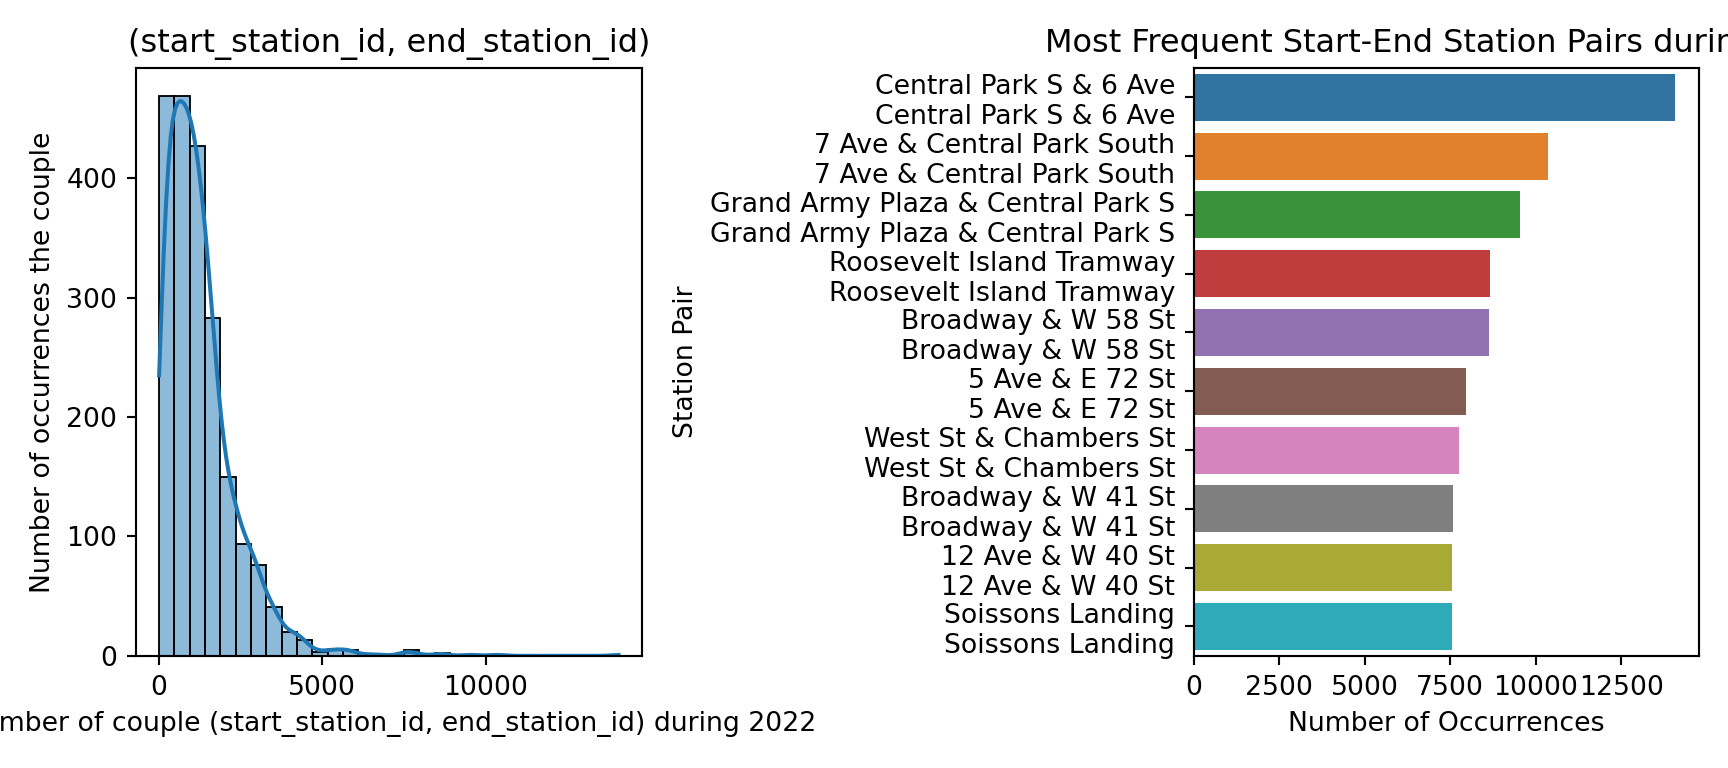 (start_station_id, end_station_id)
Number of occurrences the couple
400
300
200
100
0
0 5000 10000
mber of couple (start_station_id, end_station_id) during 2022
Most Frequent Start-End Station Pairs
Station Pair
Central Park S & 6 Ave
Central Park S & 6 Ave
7 Ave & Central Park South
7 Ave & Central Park South
Grand Army Plaza & Central Park S
Grand Army Plaza & Central Park S
Roosevelt Island Tramway
Roosevelt Island Tramway
Broadway & W 58 St
Broadway & W 58 St
5 Ave & E 72 St
5 Ave & E 72 St
West St & Chambers St
West St & Chambers St
Broadway & W 41 St
Broadway & W 41 St
12 Ave & W 40 St
12 Ave & W 40 St
Soissons Landing
Soissons Landing
0 2500 5000 7500 10000 12500
Number of Occurrences